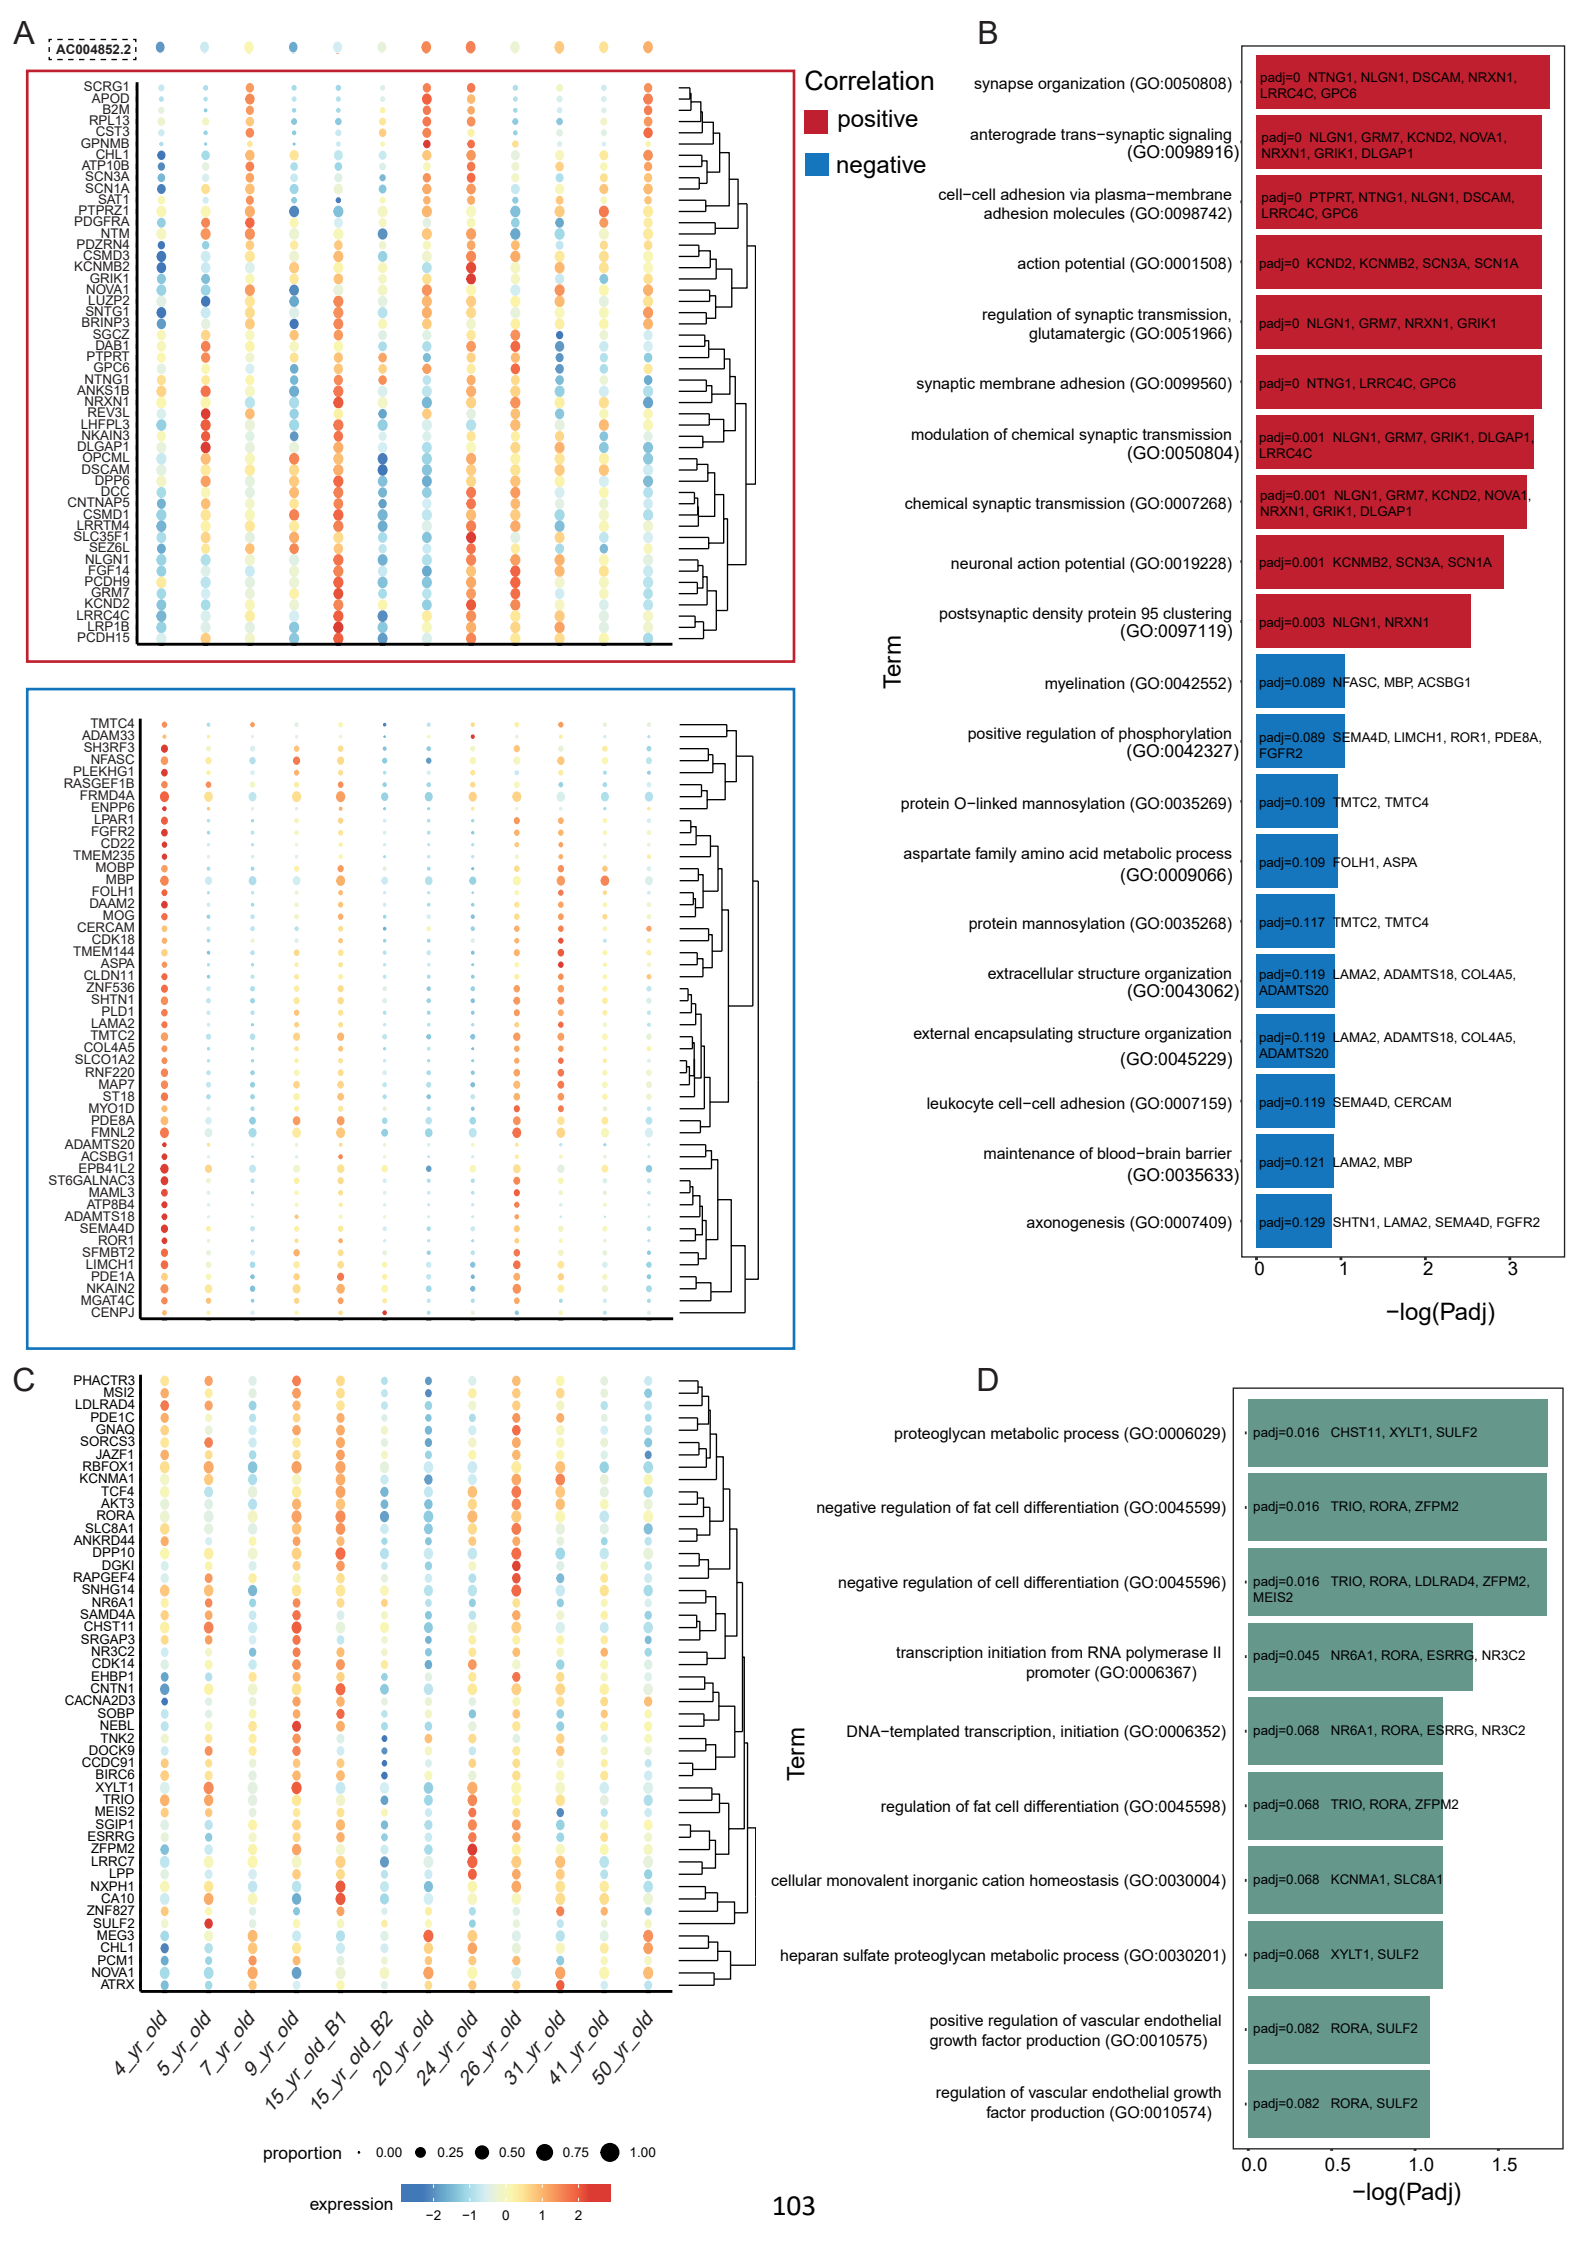 A
AC004852.2
SCRG1
APOD
B2M
RPL13
CST3
GPNMB
CHL1
ATP10B
SCN3A
SCN1A
SAT1
PTPRZ1
PDGFRA
NTM
PDZRN4
CSMD3
KCNMB2
GRIK1
NOVA1
LUZP2
SNTG1
BRINP3
SGCZ
DAB1
PTPRT
GPC6
NTNG1
ANKS1B
NRXN1
REV3L
LHFPL3
NKAIN3
DLGAP1
OPCML
DSCAM
DPP6
DCC
CNTNAP5
CSMD1
LRRTM4
SLC35F1
SEZ6L
NLGN1
FGF14
PCDH9
GRM7
KCND2
LRRC4C
LRP1B
PCDH15
Correlation
positive
negative
TMTC4
ADAM33
SH3RF3
NFASC
PLEKHG1
RASGEF1B
FRMD4A
ENPP6
LPAR1
FGFR2
CD22
TMEM235
MOBP
MBP
FOLH1
DAAM2
MOG
CERCAM
CDK18
TMEM144
ASPA
CLDN11
ZNF536
SHTN1
PLD1
LAMA2
TMTC2
COL4A5
SLCO1A2
RNF220
MAP7
ST18
MYO1D
PDE8A
FMNL2
ADAMTS20
ACSBG1
EPB41L2
ST6GALNAC3
MAML3
ATP8B4
ADAMTS18
SEMA4D
ROR1
SFMBT2
LIMCH1
PDE1A
NKAIN2
MGAT4C
CENPJ
B
Term
synapse organization (GO:0050808)
padj=0 NTNG1, NLGN1, DSCAM, NRXN1,
LRRC4C, GPC6
anterograde trans−synaptic signaling
(GO:0098916)
padj=0 NLGN1, GRM7, KCND2, NOVA1,
NRXN1, GRIK1, DLGAP1
cell−cell adhesion via plasma−membrane
adhesion molecules (GO:0098742)
padj=0 PTPRT, NTNG1, NLGN1, DSCAM,
LRRC4C, GPC6
action potential (GO:0001508)
padj=0 KCND2, KCNMB2, SCN3A, SCN1A
regulation of synaptic transmission,
glutamatergic (GO:0051966)
padj=0 NLGN1, GRM7, NRXN1, GRIK1
synaptic membrane adhesion (GO:0099560)
padj=0 NTNG1, LRRC4C, GPC6
modulation of chemical synaptic transmission
(GO:0050804)
padj=0.001 NLGN1, GRM7, GRIK1, DLGAP1,
LRRC4C
chemical synaptic transmission (GO:0007268)
padj=0.001 NLGN1, GRM7, KCND2, NOVA1,
NRXN1, GRIK1, DLGAP1
neuronal action potential (GO:0019228)
padj=0.001 KCNMB2, SCN3A, SCN1A
postsynaptic density protein 95 clustering
(GO:0097119)
padj=0.003 NLGN1, NRXN1
myelination (GO:0042552)
padj=0.089 NFASC, MBP, ACSBG1
positive regulation of phosphorylation
(GO:0042327)
padj=0.089 SEMA4D, LIMCH1, ROR1, PDE8A,
FGFR2
protein O−linked mannosylation (GO:0035269)
padj=0.109 TMTC2, TMTC4
aspartate family amino acid metabolic process
(GO:0009066)
padj=0.109 FOLH1, ASPA
protein mannosylation (GO:0035268)
padj=0.117 TMTC2, TMTC4
extracellular structure organization
(GO:0043062)
padj=0.119 LAMA2, ADAMTS18, COL4A5,
ADAMTS20
external encapsulating structure organization
(GO:0045229)
padj=0.119 LAMA2, ADAMTS18, COL4A5,
ADAMTS20
leukocyte cell−cell adhesion (GO:0007159)
padj=0.119 SEMA4D, CERCAM
maintenance of blood−brain barrier
(GO:0035633)
padj=0.121 LAMA2, MBP
axonogenesis (GO:0007409)
padj=0.129 SHTN1, LAMA2, SEMA4D, FGFR2
0 1 2 3
−log(Padj)
C
PHACTR3
MSI2
LDLRAD4
PDE1C
GNAQ
SORCS3
JAZF1
RBFOX1
KCNMA1
TCF4
AKT3
RORA
SLC8A1
ANKRD44
DPP10
DGKI
RAPGEF4
SNHG14
NR6A1
SAMD4A
CHST11
SRGAP3
NR3C2
CDK14
EHBP1
CNTN1
CACNA2D3
SOBP
NEBL
TNK2
DOCK9
CCDC91
BIRC6
XYLT1
TRIO
MEIS2
SGIP1
ESRRG
ZFPM2
LRRC7
LPP
NXPH1
CA10
ZNF827
SULF2
MEG3
CHL1
PCM1
NOVA1
ATRX
4_yr_old
5_yr_old
7_yr_old
9_yr_old
15_yr_old_B1
15_yr_old_B2
20_yr_old
24_yr_old
26_yr_old
31_yr_old
41_yr_old
50_yr_old
proportion 0.00 0.25 0.50 0.75 1.00
expression
−2 −1 0 1 2
D
Term
proteoglycan metabolic process (GO:0006029)
padj=0.016 CHST11, XYLT1, SULF2
negative regulation of fat cell differentiation (GO:0045599)
padj=0.016 TRIO, RORA, ZFPM2
negative regulation of cell differentiation (GO:0045596)
padj=0.016 TRIO, RORA, LDLRAD4, ZFPM2,
MEIS2
transcription initiation from RNA polymerase II
promoter (GO:0006367)
padj=0.045 NR6A1, RORA, ESRRG, NR3C2
DNA−templated transcription, initiation (GO:0006352)
padj=0.068 NR6A1, RORA, ESRRG, NR3C2
regulation of fat cell differentiation (GO:0045598)
padj=0.068 TRIO, RORA, ZFPM2
cellular monovalent inorganic cation homeostasis (GO:0030004)
padj=0.068 KCNMA1, SLC8A1
heparan sulfate proteoglycan metabolic process (GO:0030201)
padj=0.068 XYLT1, SULF2
positive regulation of vascular endothelial
growth factor production (GO:0010575)
padj=0.082 RORA, SULF2
regulation of vascular endothelial growth
factor production (GO:0010574)
padj=0.082 RORA, SULF2
0.0 0.5 1.0 1.5
−log(Padj)
103